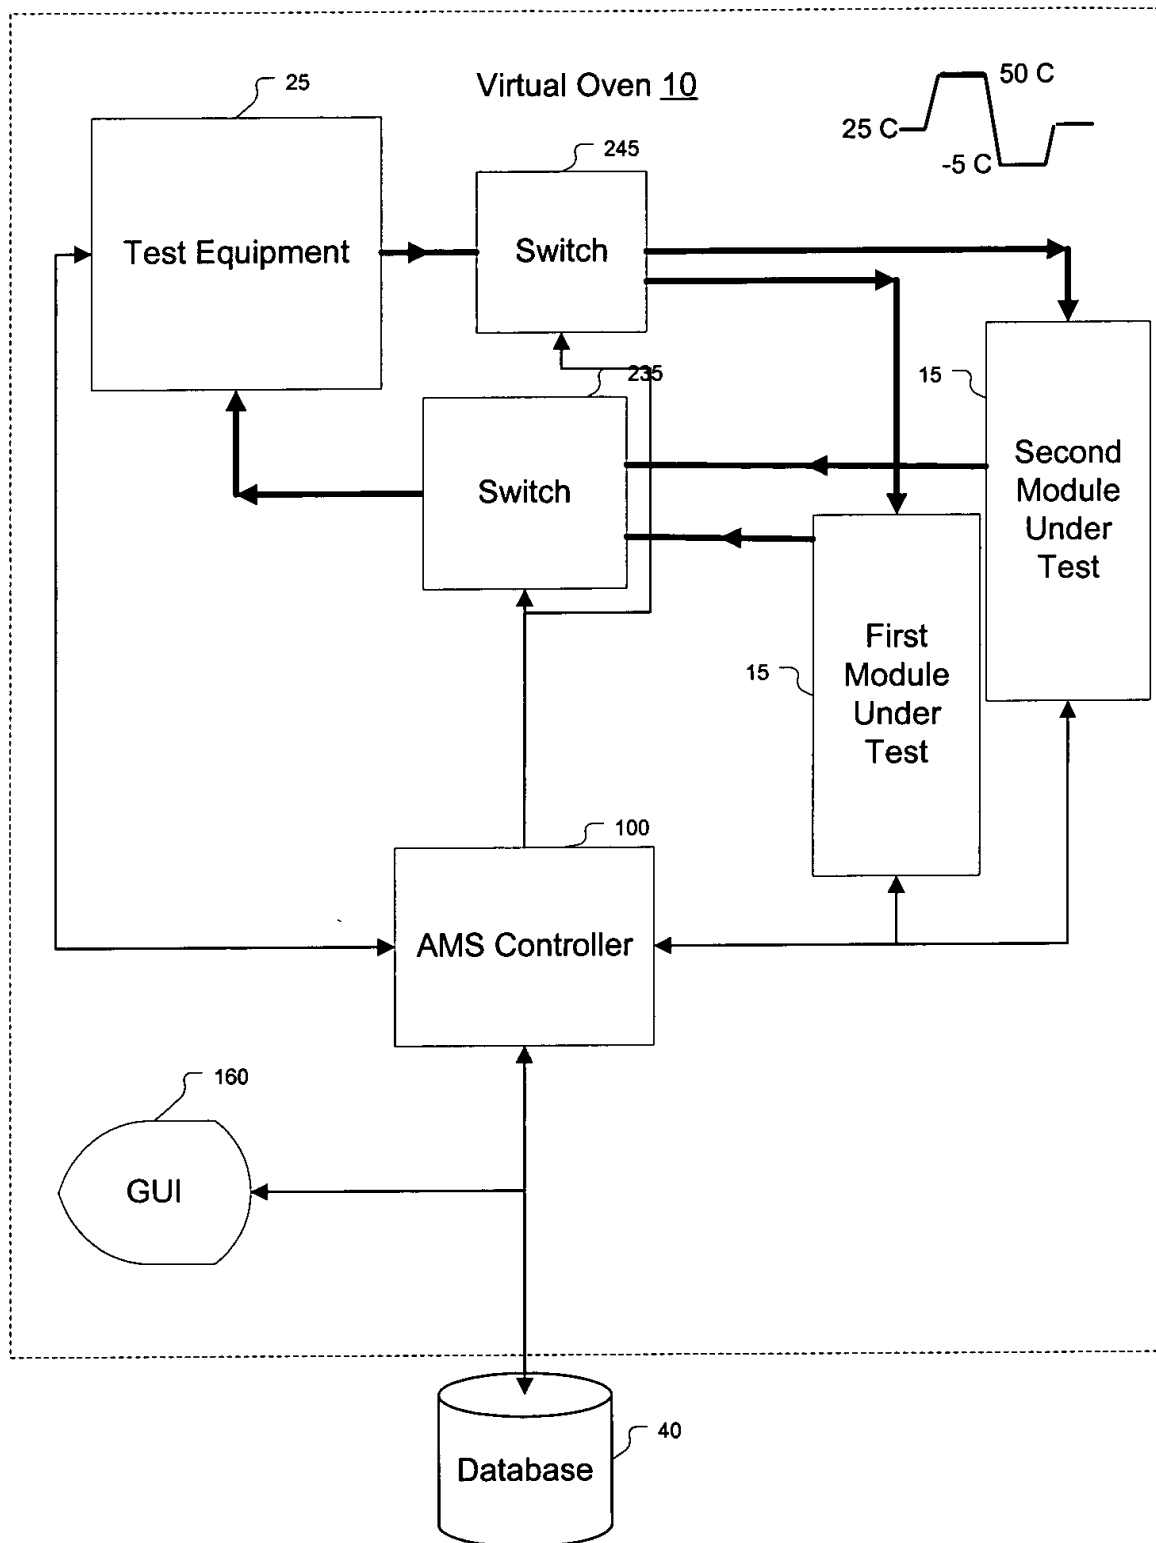 25
Virtual Oven 10
50 C
25 C
-5 C
245
Test Equipment
Switch
235
15
Switch
Second
Module
Under
Test
First
Module
Under
Test
15
100
AMS Controller
160
GUI
40
Database